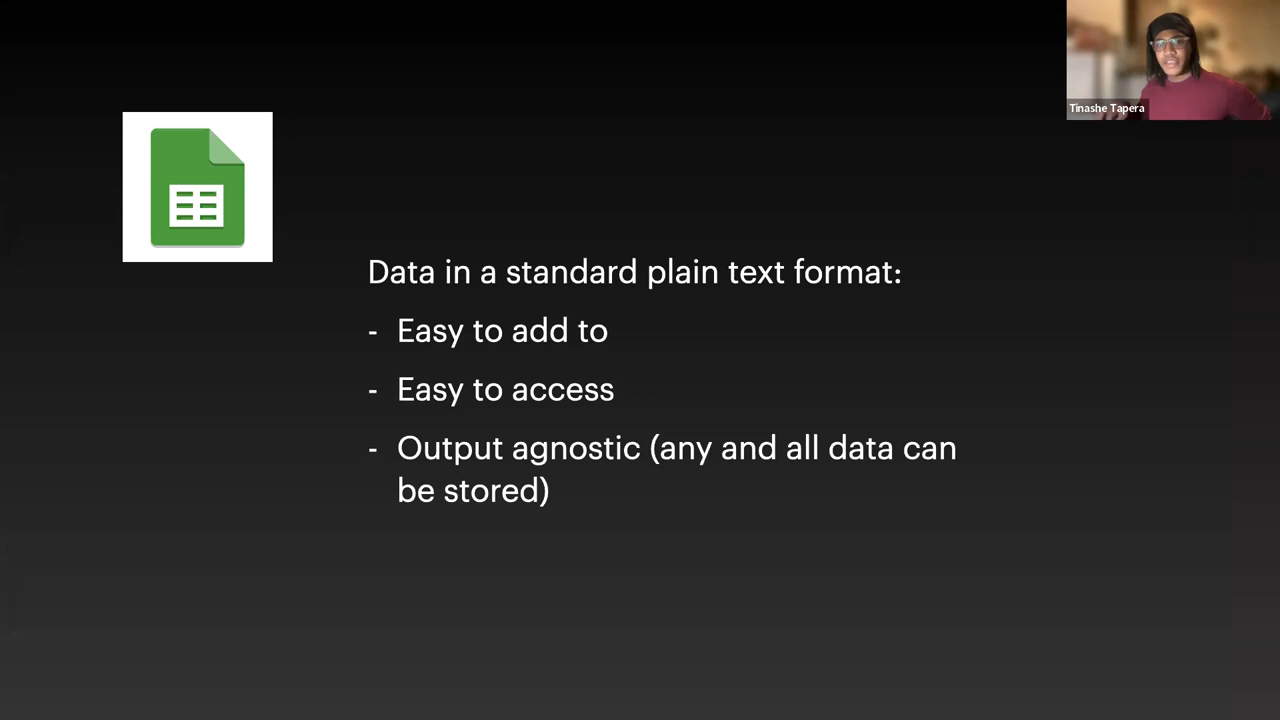 Tinashe Tapera
Data in a standard plain text format:
- Easy to add to
- Easy to access
- Output agnostic (any and all data can
be stored)